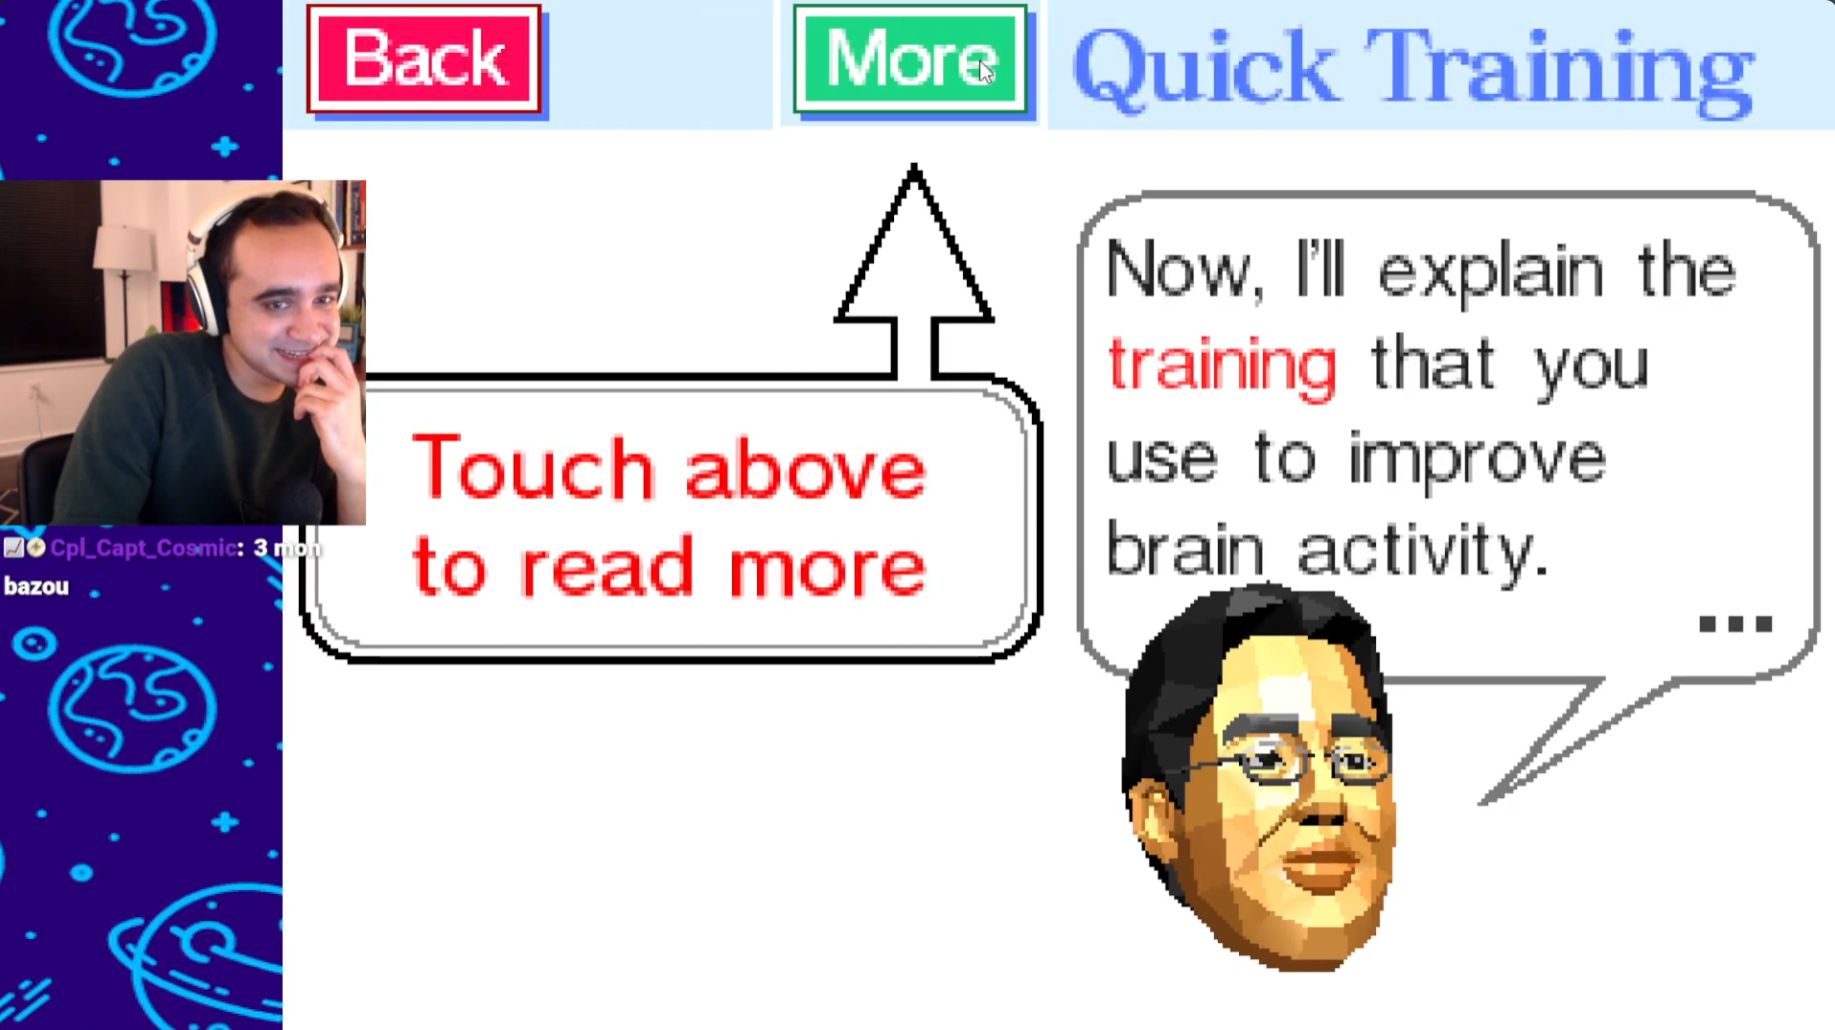 Back
More
Quick Training
Now, I'll explain the
training that you
use to improve
brain activity.
...
Touch above
to read more
Cpl_Capt_Cosmic: 3 mon
bazou